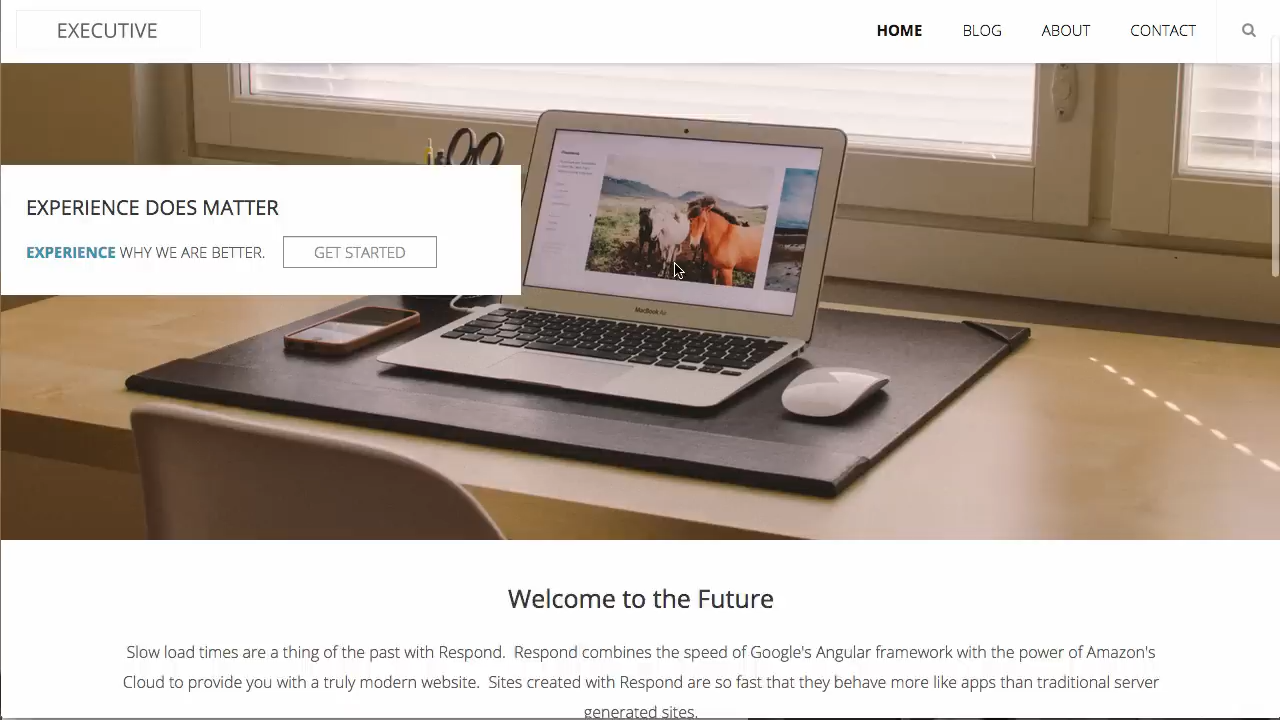 EXECUTIVE
HOME BLOG ABOUT CONTACT
EXPERIENCE DOES MATTER
EXPERIENCE WHY WE ARE BETTER. GET STARTED
MacBook Air
Welcome to the Future
Slow load times are a thing of the past with Respond. Respond combines the speed of Google's Angular framework with the power of Amazon's
Cloud to provide you with a truly modern website. Sites created with Respond are so fast that they behave more like apps than traditional server
generated sites.